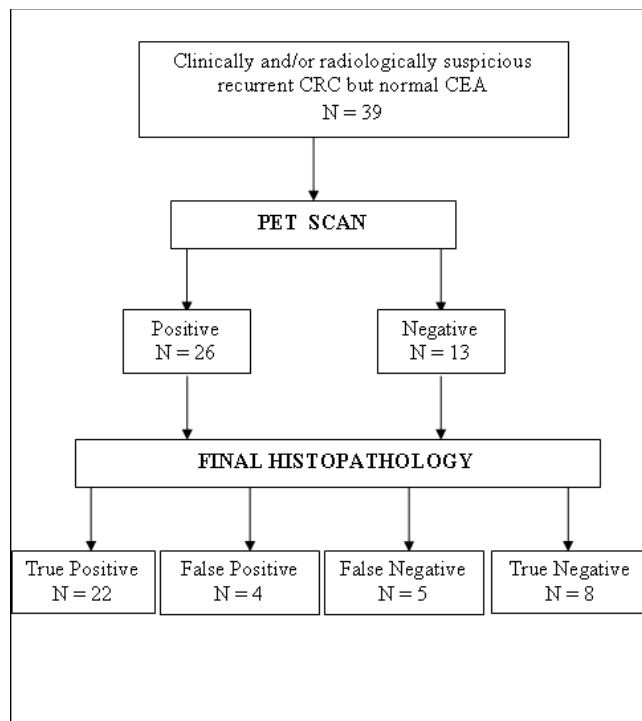 Clinically and/or radiologically suspicious
recurrent CRC but normal CEA
N = 39
PET SCAN
Positive
N = 26
Negative
N = 13
FINAL HISTOPATHOLOGY
True Positive
N = 22
False Positive
N = 4
False Negative
N = 5
True Negative
N = 8